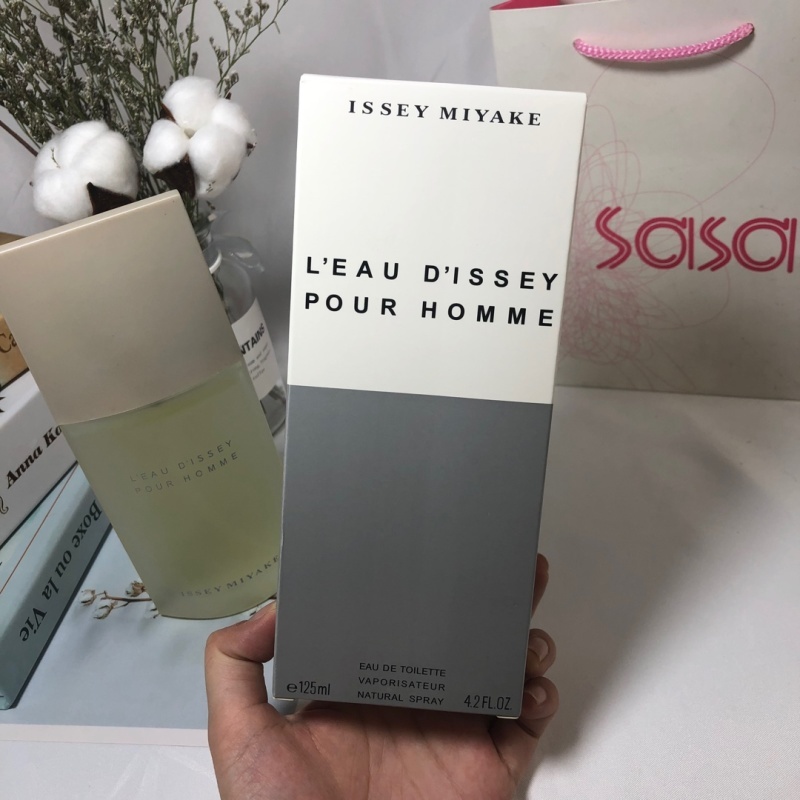 ISSEY MIYAKE
L'EAU D'ISSEY
POUR HOMME
EAU DE TOILETTE
VAPORISATEUR
NATURAL SPRAY
℮125ml
4.2 FL.OZ.
L'EAU D'ISSEY
POUR HOMME
ISSEY MIYAKE
sasa
Anna Ka
Boxe ou la
Vie